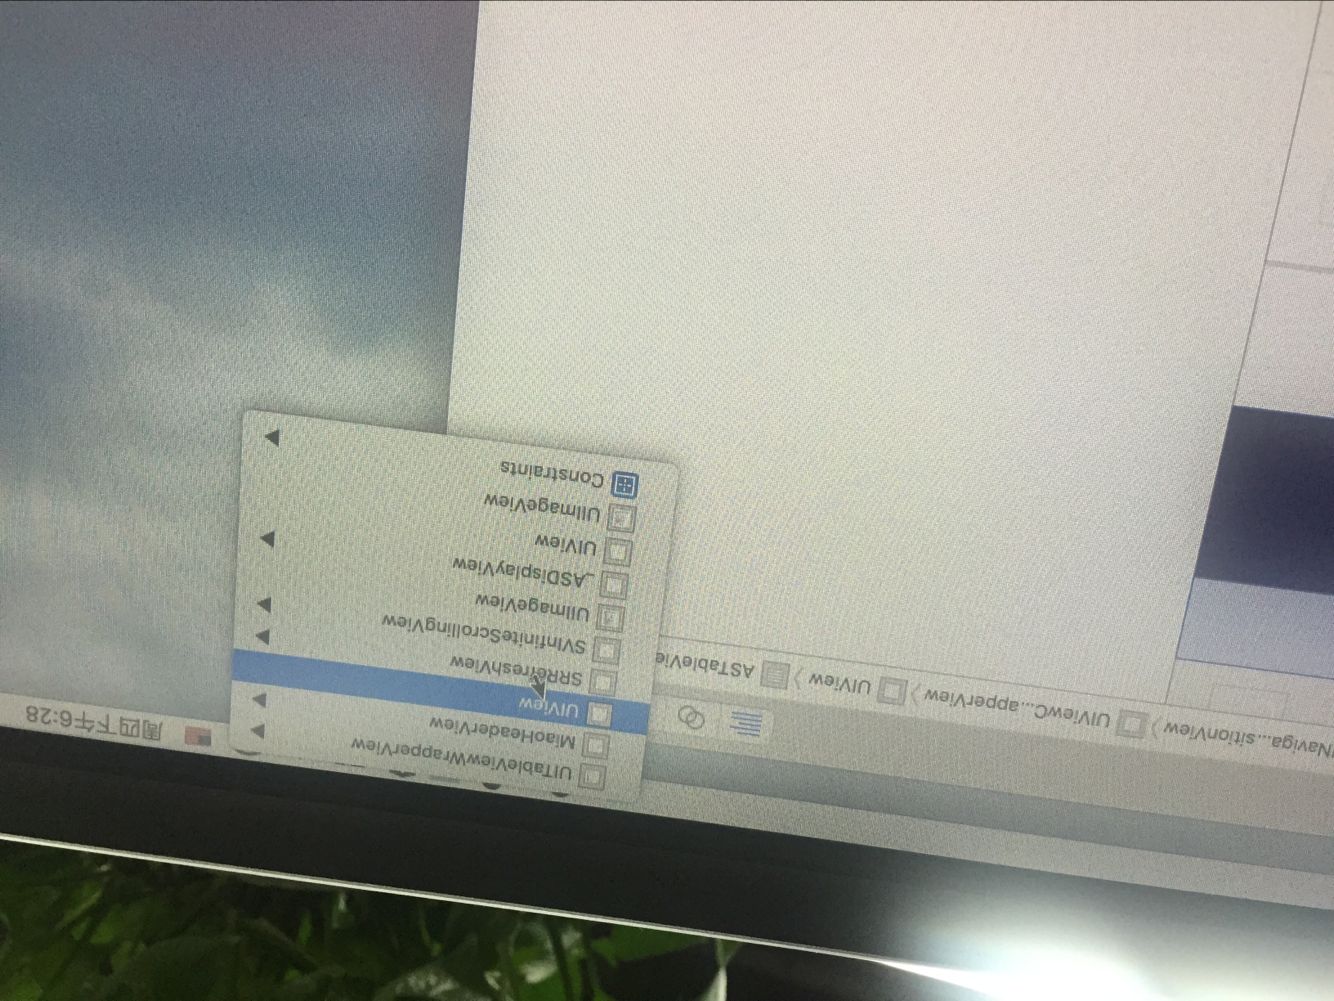 Naviga...sitionView
UIViewC...apperView
UIView
ASTableVie
UITableViewWrapperView
MiaoHeaderView
UIView
SRRefreshView
SVInfiniteScrollingView
UIImageView
_ASDisplayView
UIView
UIImageView
Constraints
周四下午6:28